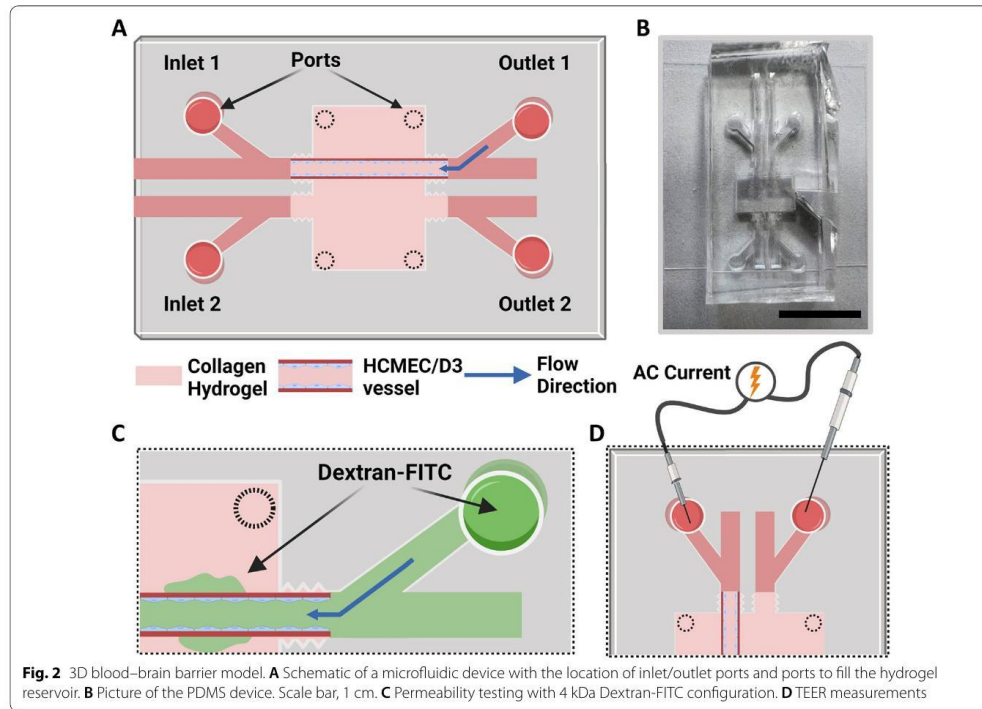 A
B
Inlet 1
Ports
Outlet 1
Inlet 2
Outlet 2
Collagen
Hydrogel
HCMEC/D3
vessel
Flow
Direction
AC Current
C
D
Dextran-FITC
Fig. 2 3D blood–brain barrier model. A Schematic of a microfluidic device with the location of inlet/outlet ports and ports to fill the hydrogel
reservoir. B Picture of the PDMS device. Scale bar, 1 cm. C Permeability testing with 4 kDa Dextran-FITC configuration. D TEER measurements